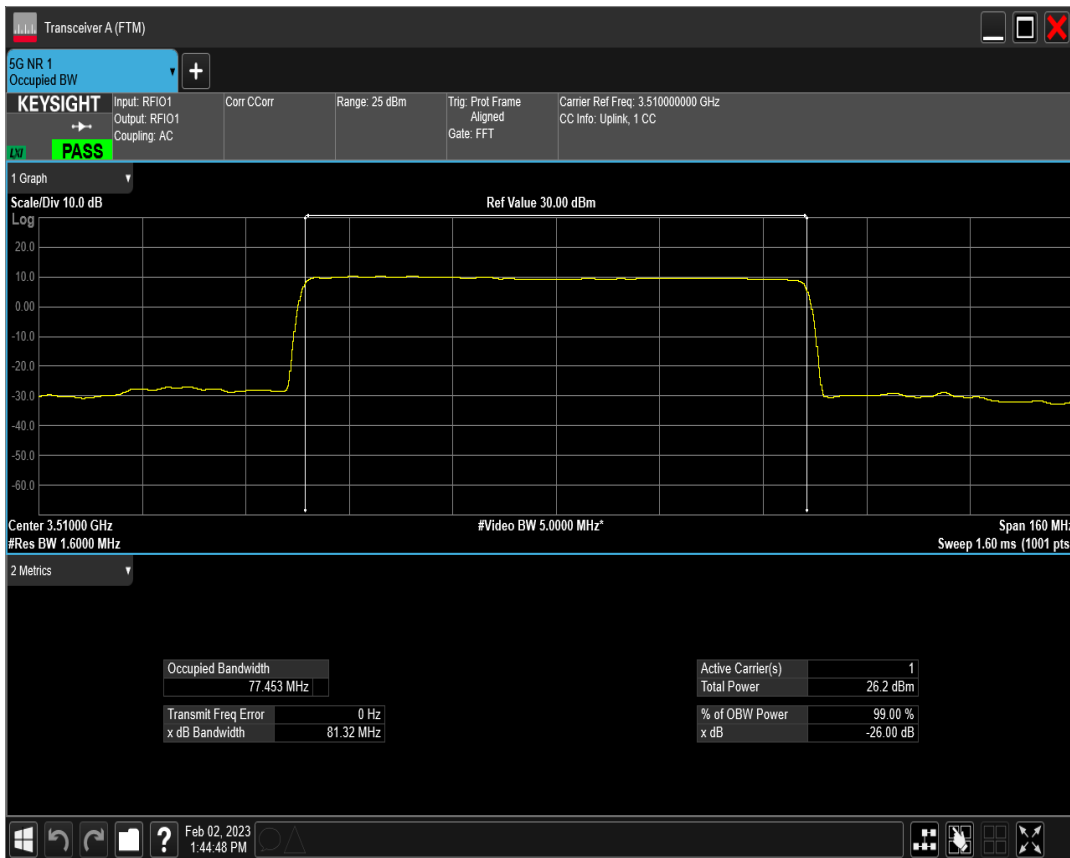 Transceiver A (FTM)
5G NR 1
Occupied BW
+
KEYSIGHT
LXI
PASS
Input: RFIO1
Output: RFIO1
Coupling: AC
Corr CCorr
Range: 25 dBm
Trig: Prot Frame
Aligned
Gate: FFT
Carrier Ref Freq: 3.510000000 GHz
CC Info: Uplink, 1 CC
1 Graph
Scale/Div 10.0 dB
Ref Value 30.00 dBm
Log
20.0
10.0
0.00
-10.0
-20.0
-30.0
-40.0
-50.0
-60.0
Center 3.51000 GHz
#Video BW 5.0000 MHz*
Span 160 MHz
#Res BW 1.6000 MHz
Sweep 1.60 ms (1001 pts
2 Metrics
Occupied Bandwidth
77.453 MHz
Transmit Freq Error 0 Hz
x dB Bandwidth 81.32 MHz
Active Carrier(s) 1
Total Power 26.2 dBm
% of OBW Power 99.00 %
x dB -26.00 dB
?
Feb 02, 2023
1:44:48 PM